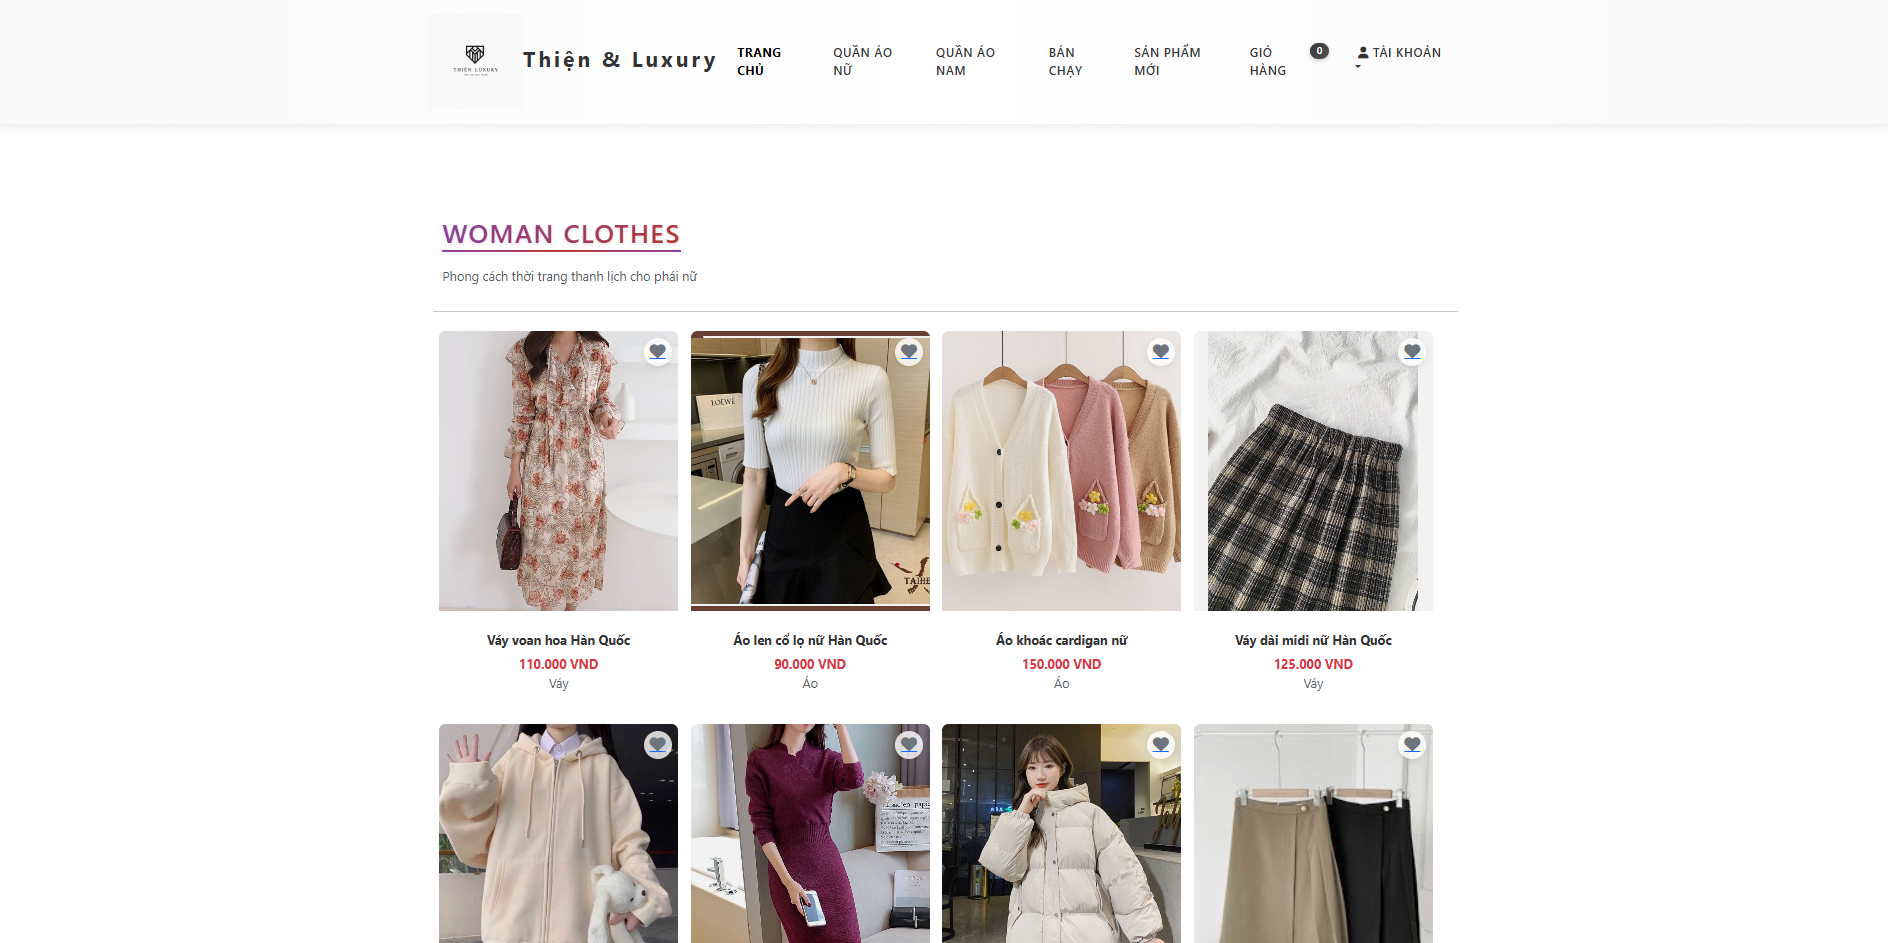 THIỆN LUXURY
Thiện & Luxury
TRANG
CHỦ
QUẦN ÁO
NỮ
QUẦN ÁO
NAM
BÁN
CHẠY
SẢN PHẨM
MỚI
GIỎ
HÀNG
0
TÀI KHOẢN
WOMAN CLOTHES
Phong cách thời trang thanh lịch cho phái nữ
LOEWE
TAIHE
Váy voan hoa Hàn Quốc
110.000 VND
Váy
Áo len cổ lọ nữ Hàn Quốc
90.000 VND
Áo
Áo khoác cardigan nữ
150.000 VND
Áo
Váy dài midi nữ Hàn Quốc
125.000 VND
Váy